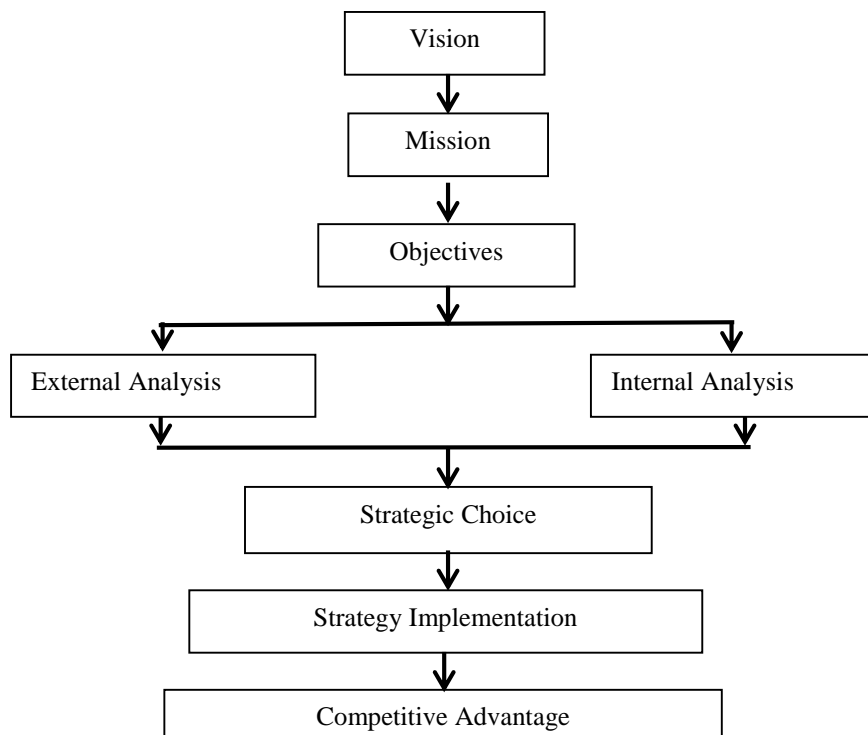 Vision
Mission
Objectives
External Analysis
Internal Analysis
Strategic Choice
Strategy Implementation
Competitive Advantage